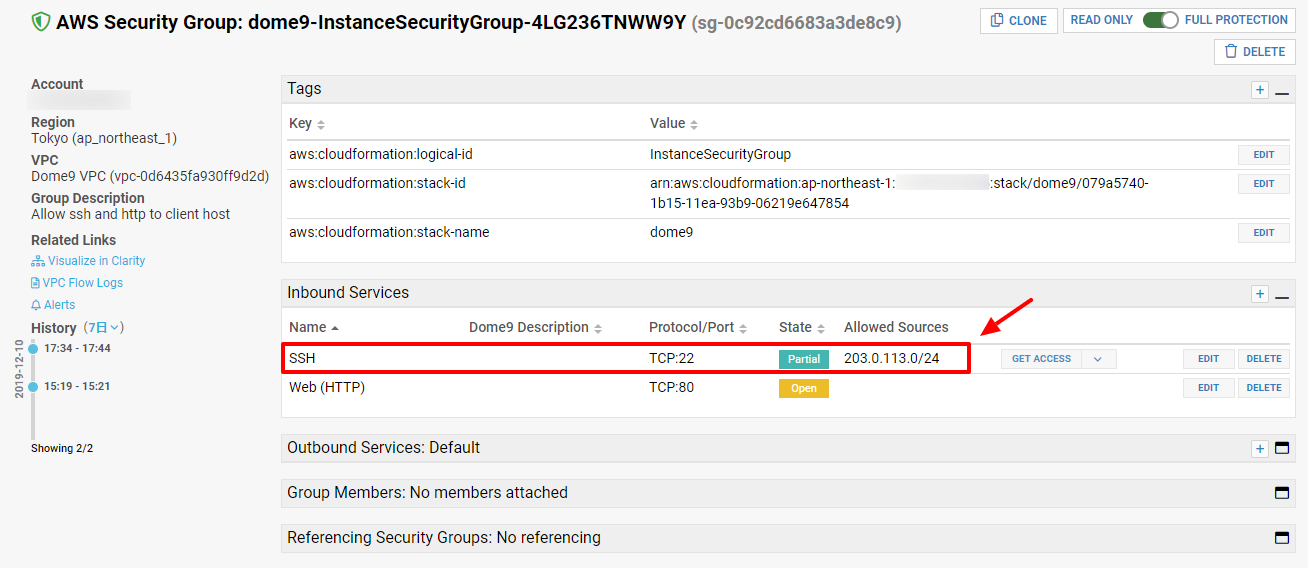 AWS Security Group: dome9-InstanceSecurityGroup-4LG236TNWW9Y (sg-0c92cd6683a3de8c9)
CLONE
READ ONLY FULL PROTECTION
DELETE
Account
Region
Tokyo (ap_northeast_1)
VPC
Dome9 VPC (vpc-0d6435fa930ff9d2d)
Group Description
Allow ssh and http to client host
Related Links
Visualize in Clarity
VPC Flow Logs
Alerts
History (7日)
2019-12-10
17:34 - 17:44
15:19 - 15:21
Showing 2/2
Tags
Key Value
aws:cloudformation:logical-id InstanceSecurityGroup EDIT
aws:cloudformation:stack-id arn:aws:cloudformation:ap-northeast-1: :stack/dome9/079a5740- EDIT
1b15-11ea-93b9-06219e647854
aws:cloudformation:stack-name dome9 EDIT
Inbound Services
Name Dome9 Description Protocol/Port State Allowed Sources
SSH TCP:22 Partial 203.0.113.0/24 GET ACCESS EDIT DELETE
Web (HTTP) TCP:80 Open EDIT DELETE
Outbound Services: Default
Group Members: No members attached
Referencing Security Groups: No referencing